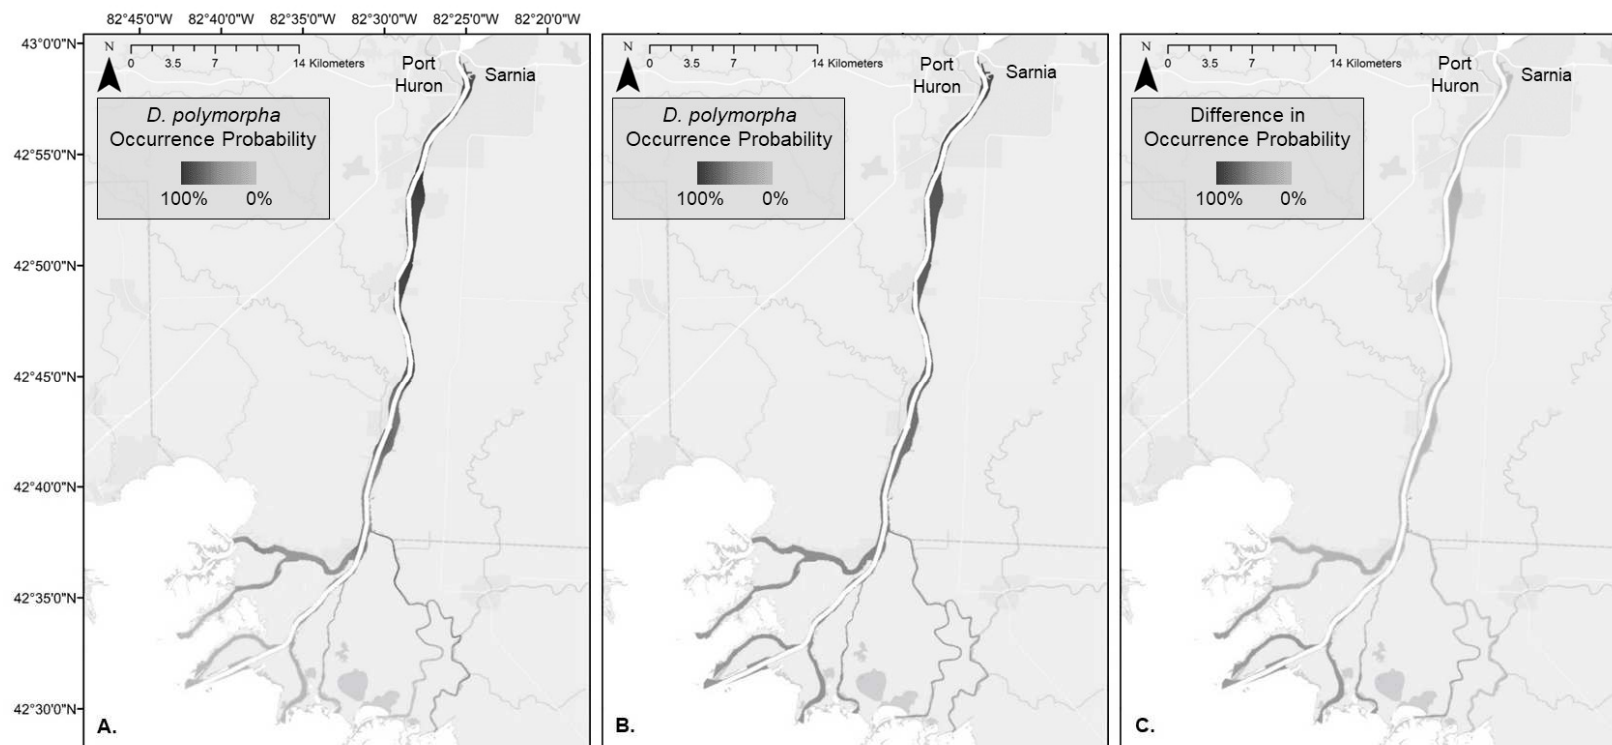 82°45'0"W 82°40'0"W 82°35'0"W 82°30'0"W 82°25'0"W 82°20'0"W
43°0'0"N
42°55'0"N
42°50'0"N
42°45'0"N
42°40'0"N
42°35'0"N
42°30'0"N
N
0 3.5 7 14 Kilometers
Port
Huron
Sarnia
D. polymorpha
Occurrence Probability
100% 0%
A.
N
0 3.5 7 14 Kilometers
Port
Huron
Sarnia
D. polymorpha
Occurrence Probability
100% 0%
B.
N
0 3.5 7 14 Kilometers
Port
Huron
Sarnia
Difference in
Occurrence Probability
100% 0%
C.